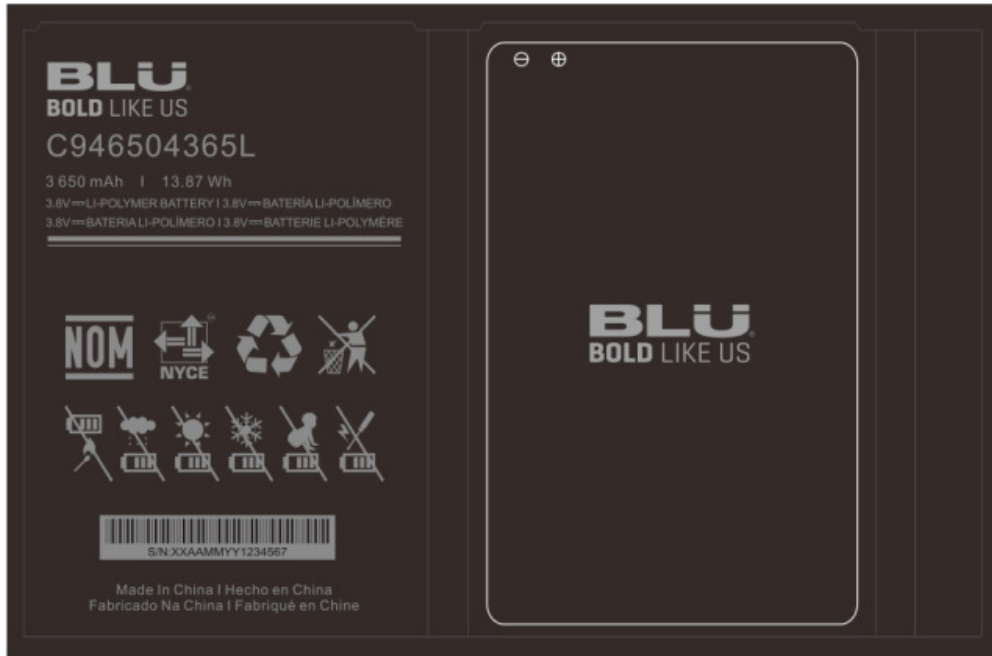 BLU
BOLD LIKE US
C946504365L
3 650 mAh I 13.87 Wh
3.8V⎓LI-POLYMER BATTERY I 3.8V⎓BATERÍA LI-POLÍMERO
3.8V⎓BATERIA LI-POLÍMERO I 3.8V⎓BATTERIE LI-POLYMÈRE
NOM
NYCE
S/N:XXAAMMYY1234567
Made In China I Hecho en China
Fabricado Na China I Fabriqué en Chine
BLU
BOLD LIKE US